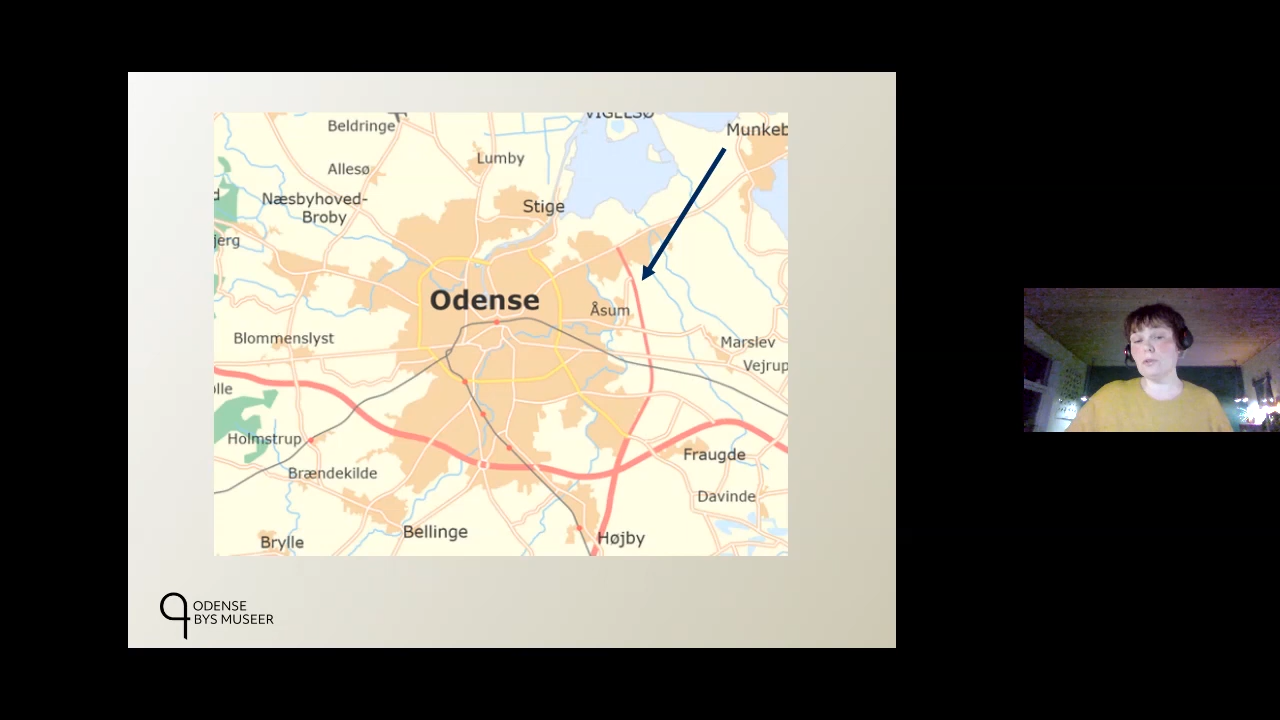 VIGELSØ
Beldringe
Munkeb
Lumby
Allesø
d
Næsbyhoved-
Broby
Stige
jerg
Odense
Åsum
Blommenslyst
Marslev
Vejrup
olle
Holmstrup
Fraugde
Brændekilde
Davinde
Bellinge
Højby
Brylle
ODENSE
BYS MUSEER